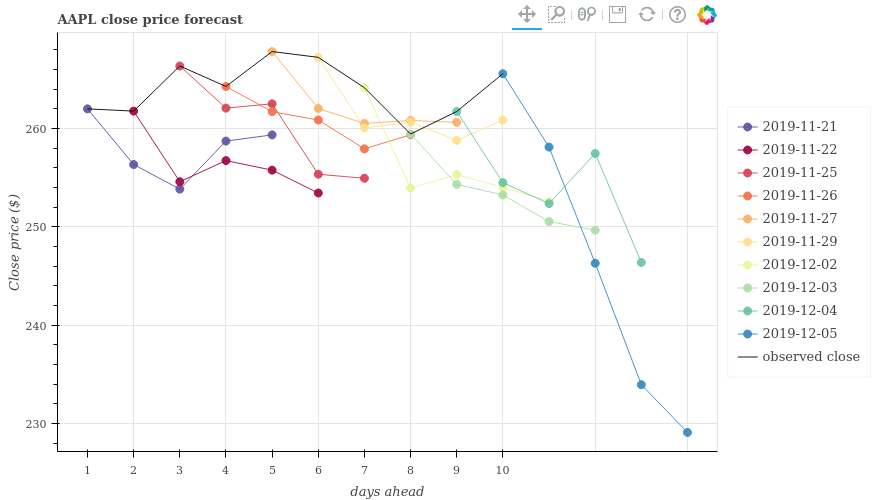 AAPL close price forecast
Close price ($)
260
250
240
230
1 2 3 4 5 6 7 8 9 10
days ahead
2019-11-21
2019-11-22
2019-11-25
2019-11-26
2019-11-27
2019-11-29
2019-12-02
2019-12-03
2019-12-04
2019-12-05
observed close